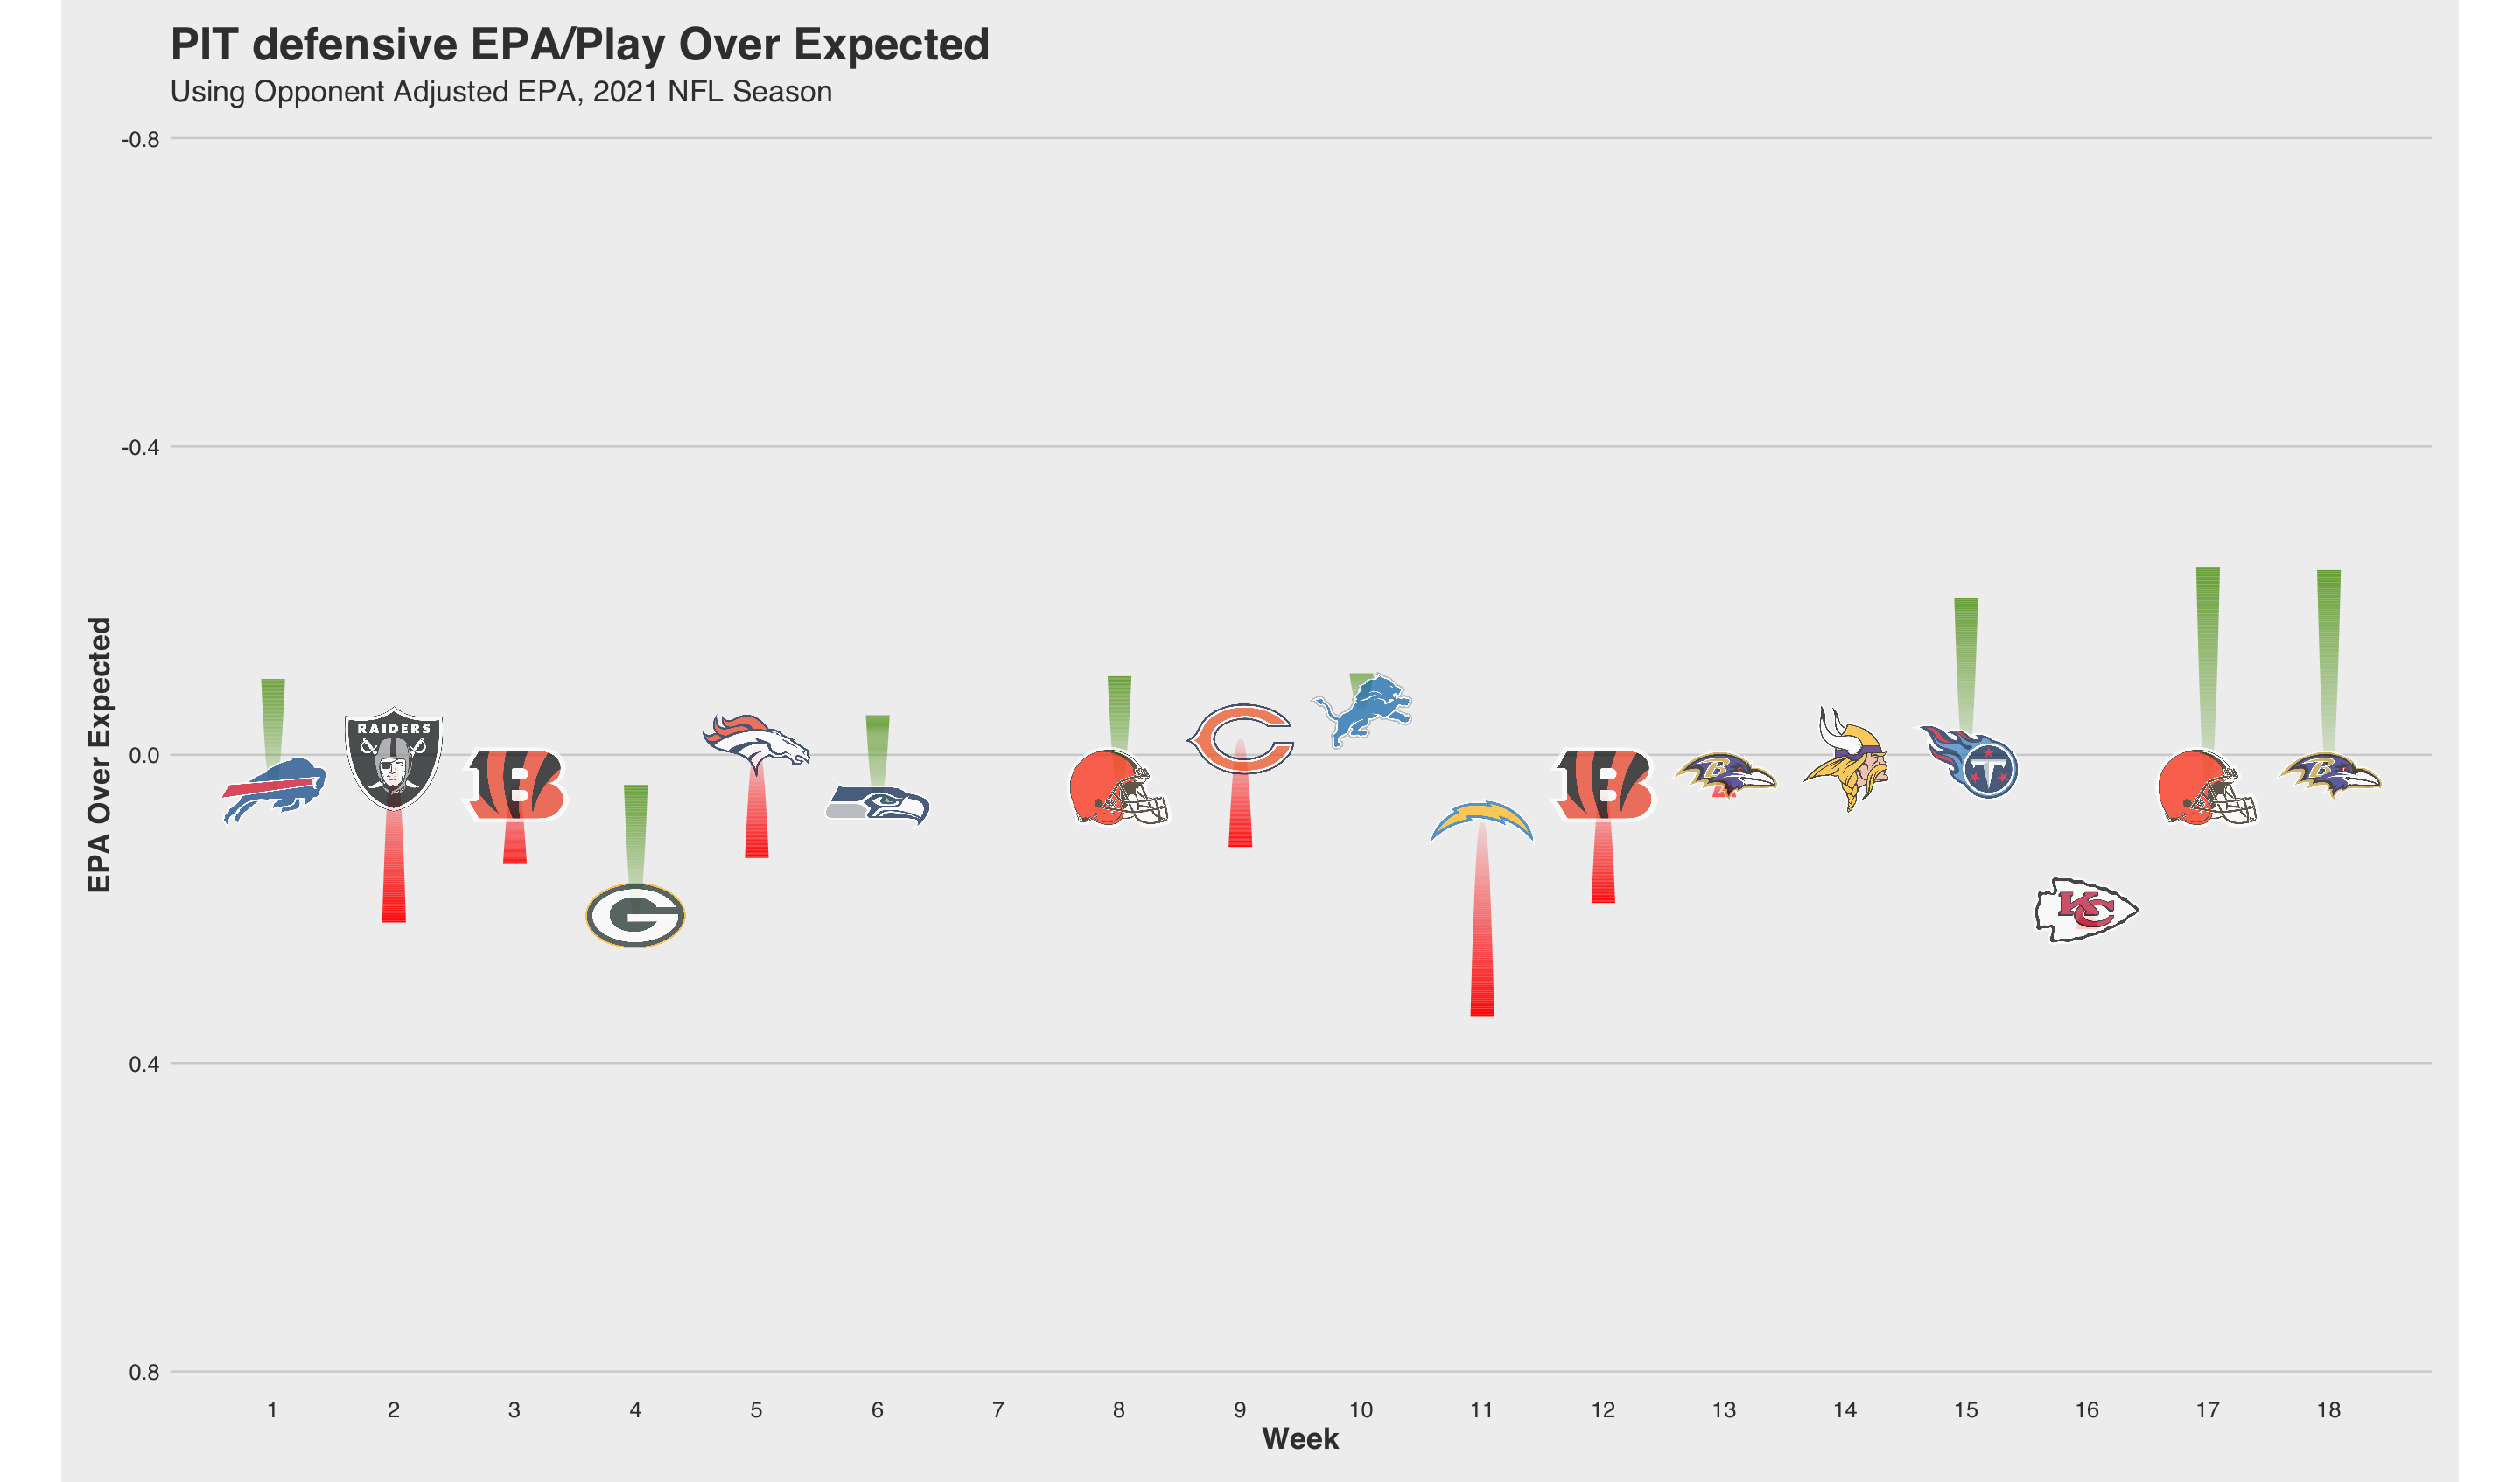 PIT defensive EPA/Play Over Expected
Using Opponent Adjusted EPA, 2021 NFL Season
-0.8
-0.4
0.0
0.4
0.8
EPA Over Expected
RAIDERS
B
G
C
B
B
T
KC
B
1 2 3 4 5 6 7 8 9 10 11 12 13 14 15 16 17 18
Week